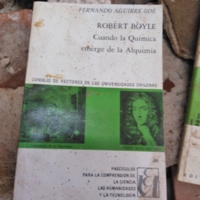 FERNANDO AGUIRRE ODÉ
ROBERT BOYLE
Cuando la Química
emerge de la Alquimia
CONSEJO DE RECTORES DE LAS UNIVERSIDADES CHILENAS
FASCICULOS
PARA LA COMPRENSION DE
LA CIENCIA,
LAS HUMANIDADES
Y LA TECNOLOGIA